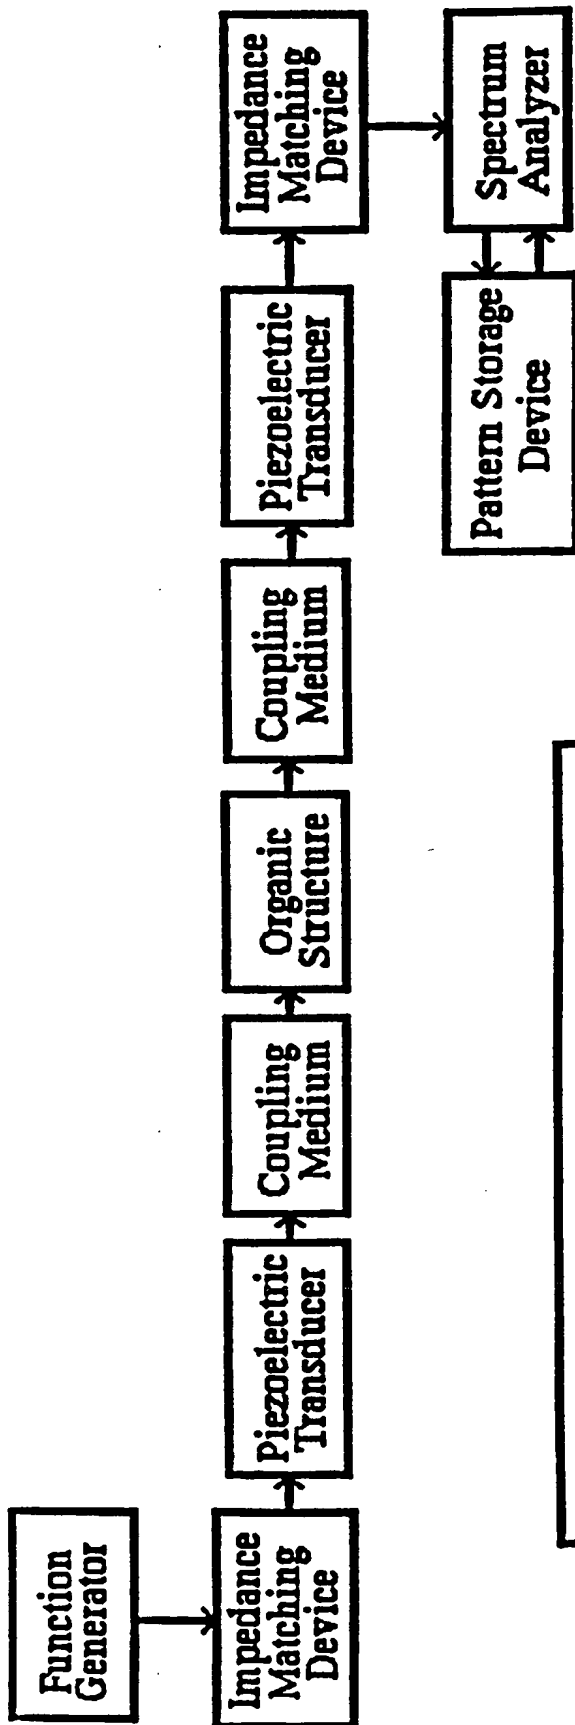 Function
Generator
Impedance
Matching
Device
Piezoelectric
Transducer
Coupling
Medium
Organic
Structure
Coupling
Medium
Piezoelectric
Transducer
Impedance
Matching
Device
Spectrum
Analyzer
Pattern Storage
Device